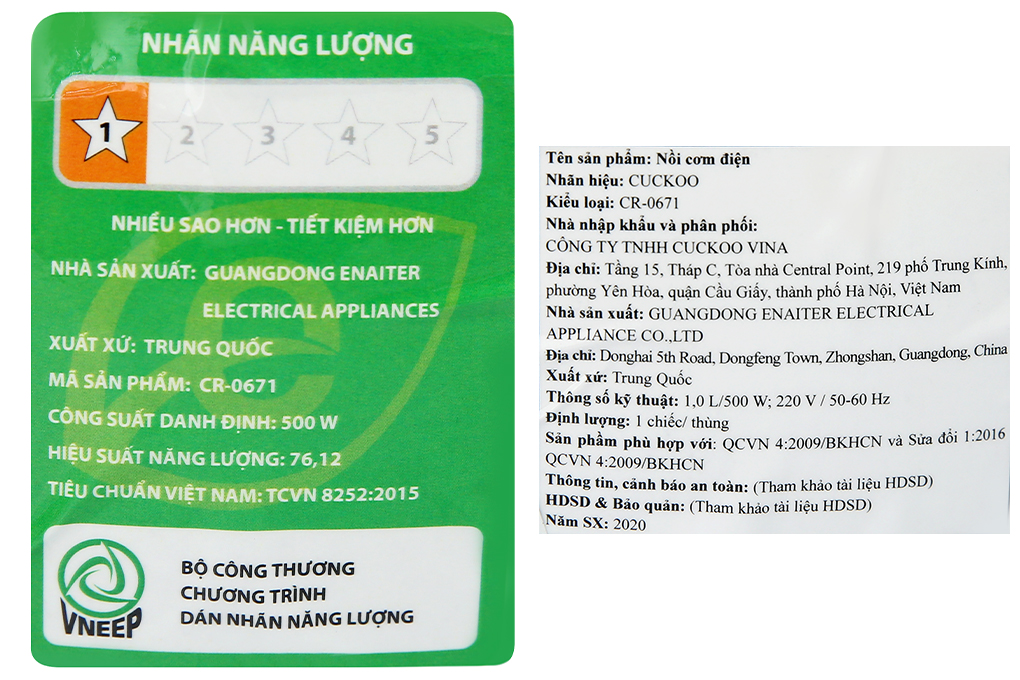 NHÃN NĂNG LƯỢNG
1 2 3 4 5
NHIỀU SAO HƠN - TIẾT KIỆM HƠN
NHÀ SẢN XUẤT: GUANGDONG ENAITER
ELECTRICAL APPLIANCES
XUẤT XỨ: TRUNG QUỐC
MÃ SẢN PHẨM: CR-0671
CÔNG SUẤT DANH ĐỊNH: 500 W
HIỆU SUẤT NĂNG LƯỢNG: 76,12
TIÊU CHUẨN VIỆT NAM: TCVN 8252:2015
VNEEP
BỘ CÔNG THƯƠNG
CHƯƠNG TRÌNH
DÁN NHÃN NĂNG LƯỢNG
Tên sản phẩm: Nồi cơm điện
Nhãn hiệu: CUCKOO
Kiểu loại: CR-0671
Nhà nhập khẩu và phân phối:
CÔNG TY TNHH CUCKOO VINA
Địa chỉ: Tầng 15, Tháp C, Tòa nhà Central Point, 219 phố Trung Kính,
phường Yên Hòa, quận Cầu Giấy, thành phố Hà Nội, Việt Nam
Nhà sản xuất: GUANGDONG ENAITER ELECTRICAL
APPLIANCE CO.,LTD
Địa chỉ: Donghai 5th Road, Dongfeng Town, Zhongshan, Guangdong, China
Xuất xứ: Trung Quốc
Thông số kỹ thuật: 1,0 L/500 W; 220 V / 50-60 Hz
Định lượng: 1 chiếc/ thùng
Sản phẩm phù hợp với: QCVN 4:2009/BKHCN và Sửa đổi 1:2016
QCVN 4:2009/BKHCN
Thông tin, cảnh báo an toàn: (Tham khảo tài liệu HDSD)
HDSD & Bảo quản: (Tham khảo tài liệu HDSD)
Năm SX: 2020